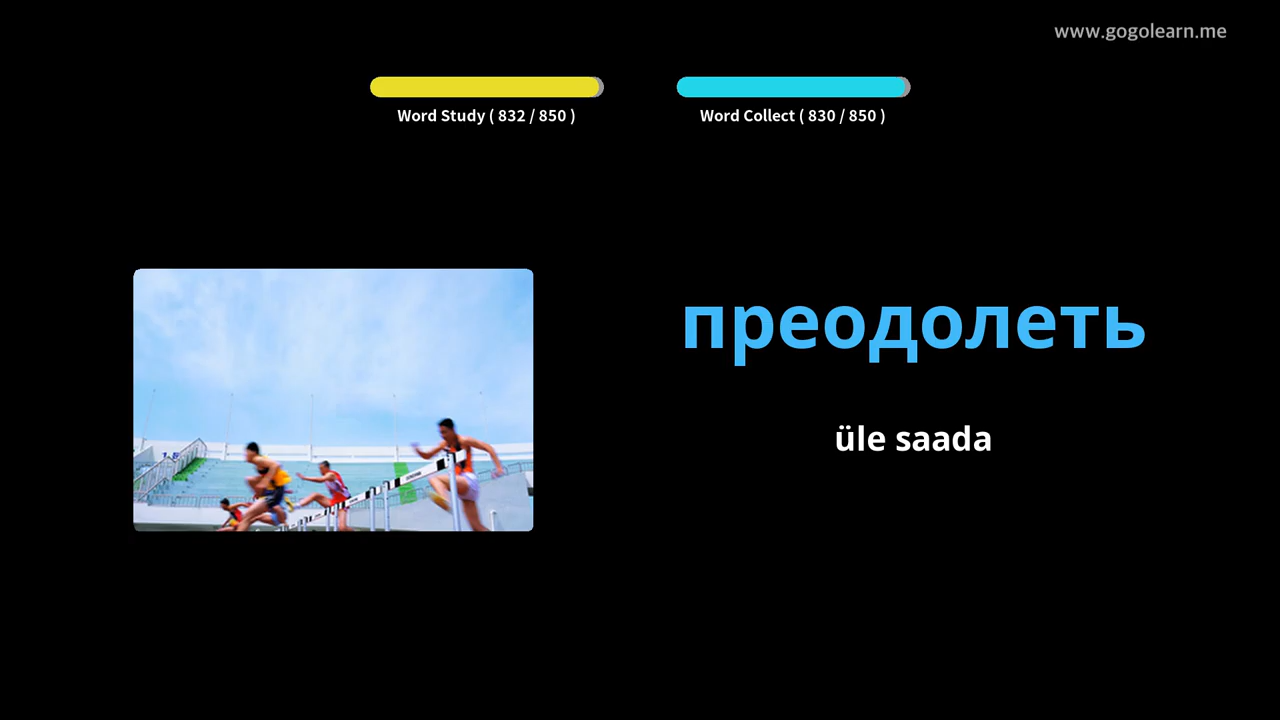 www.gogolearn.me
Word Study ( 832 / 850 )
Word Collect ( 830 / 850 )
преодолеть
üle saada